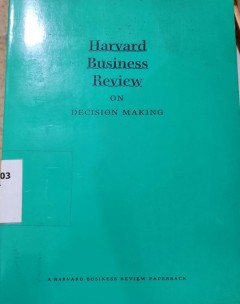 Harvard
Business
Review
ON
DECISION MAKING
03
A HARVARD BUSINESS REVIEW PAPERBACK